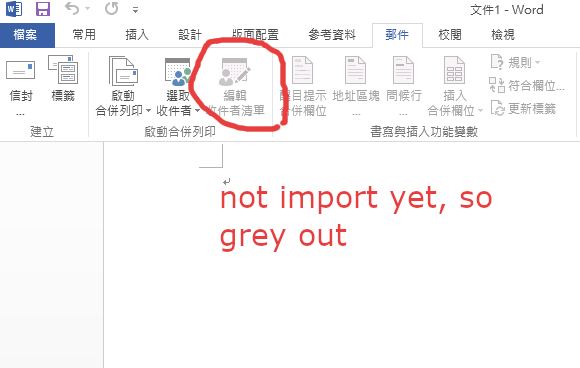 文件1 - Word
檔案 常用 插入 設計 版面配置 參考資料 郵件 校閱 檢視
信封
...
標籤
啟動
合併列印
選取
收件者
編輯
收件者清單
醒目提示
合併欄位
地址區塊
...
問候行
...
插入
合併欄位
規則
符合欄位...
更新標籤
建立 啟動合併列印 書寫與插入功能變數
not import yet, so
grey out